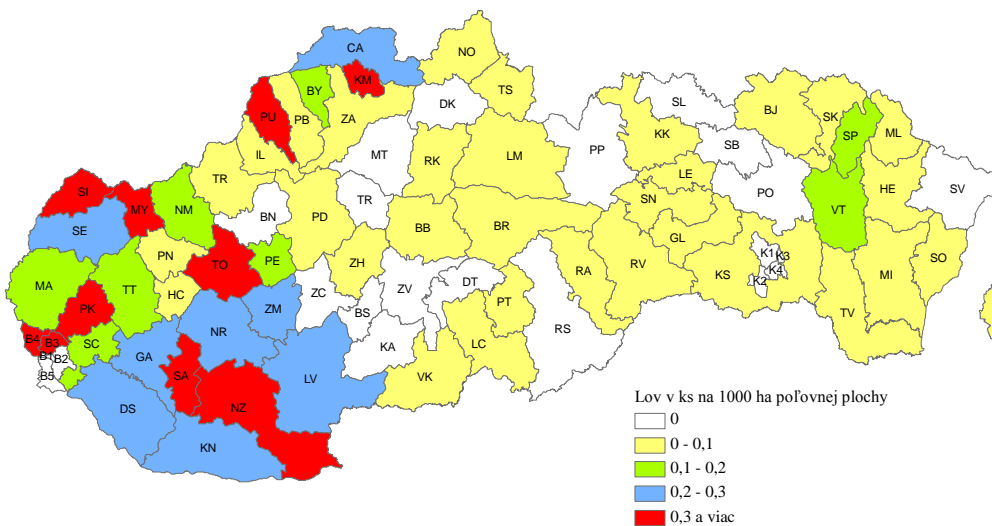 CA
NO
KM
BY
TS
DK
SL
PU
PB
ZA
BJ
SK
ML
SP
KK
SB
IL
MT
RK
LM
PP
LE
PO
HE
SV
TR
SI
MY
NM
BN
PD
TR
SN
VT
SE
BB
BR
GL
PN
TO
PE
ZH
RA
RV
KS
K1
K3
K4
K2
MI
SO
MA
TT
HC
ZC
ZV
DT
PT
TV
PK
ZM
BS
NR
RS
B4
B3
SC
B1
B2
GA
KA
LC
B5
SA
LV
VK
DS
NZ
KN
Lov v ks na 1000 ha poľovnej plochy
0
0 - 0,1
0,1 - 0,2
0,2 - 0,3
0,3 a viac